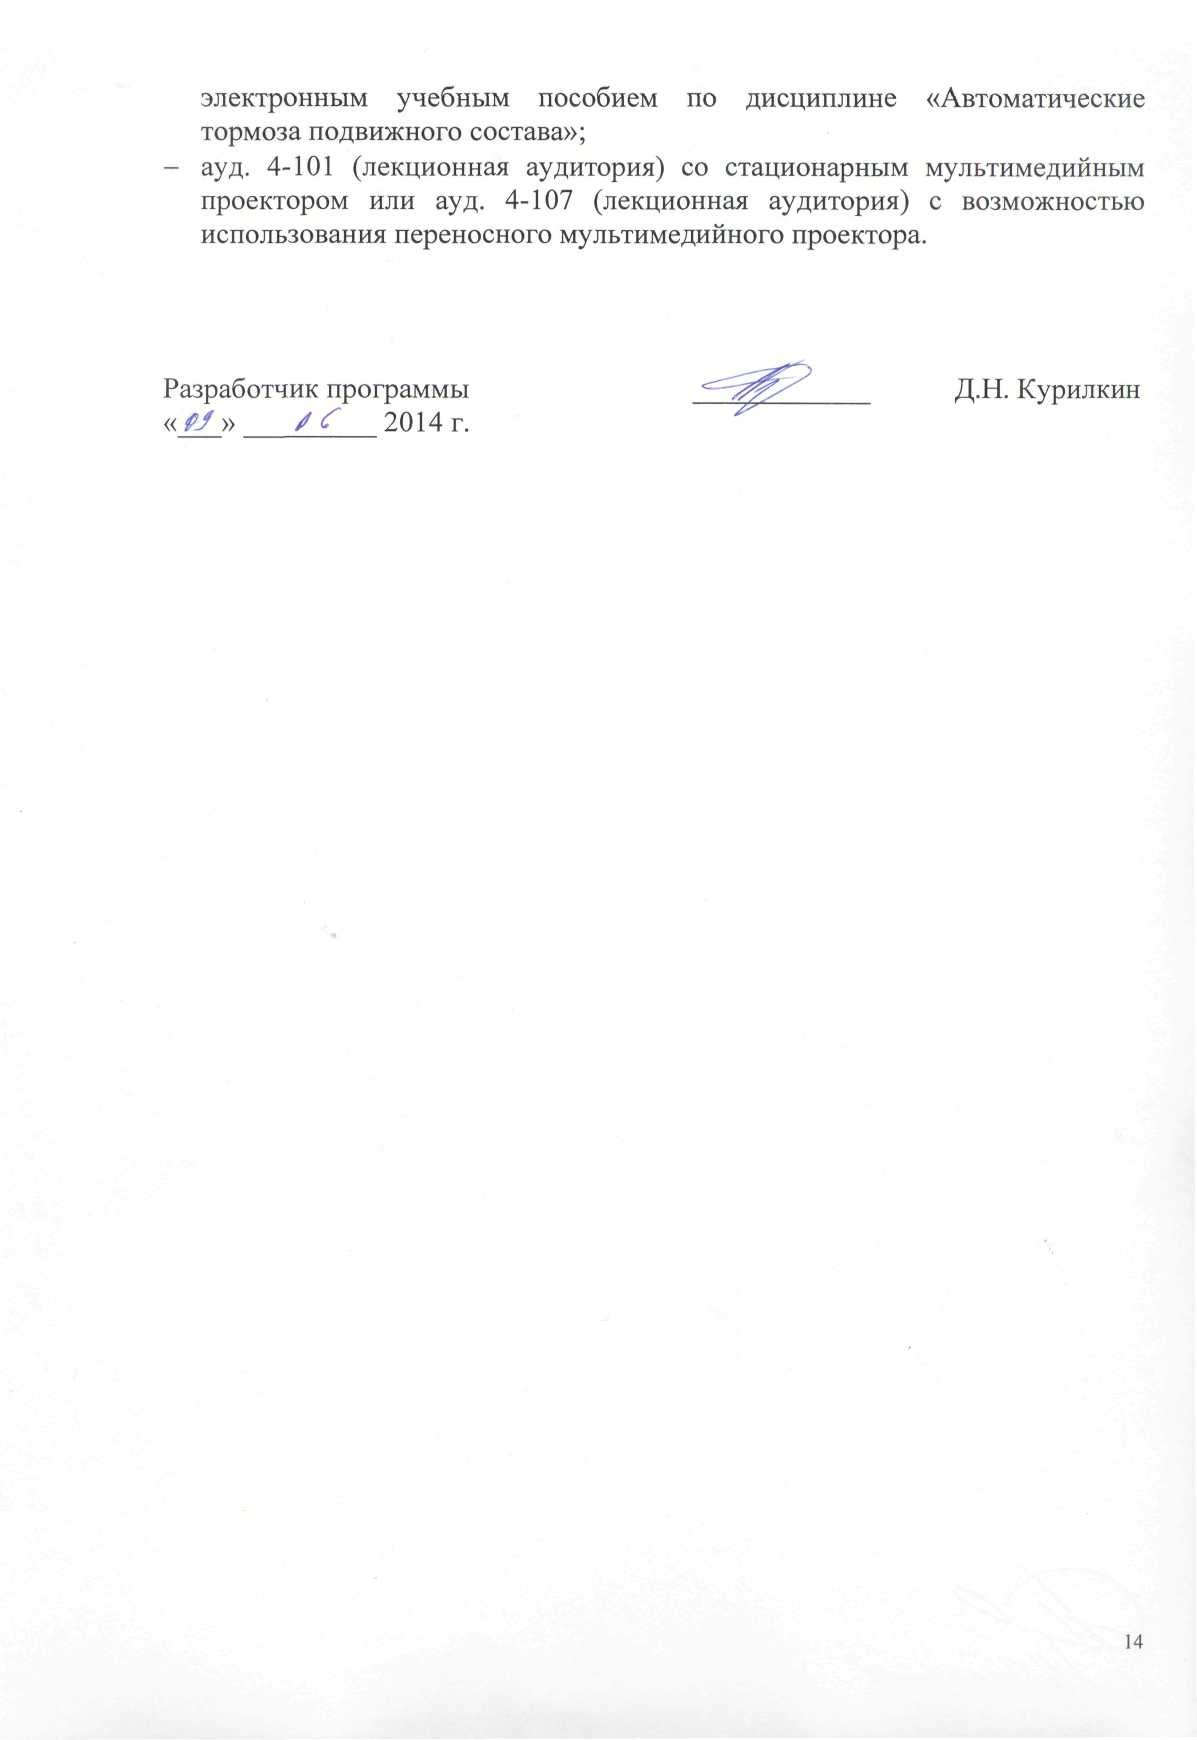 электронным учебным пособием по дисциплине «Автоматические
тормоза подвижного состава»;
– ауд. 4-101 (лекционная аудитория) со стационарным мультимедийным
проектором или ауд. 4-107 (лекционная аудитория) с возможностью
использования переносного мультимедийного проектора.
Разработчик программы Д.Н. Курилкин
«09» 06 2014 г.
14